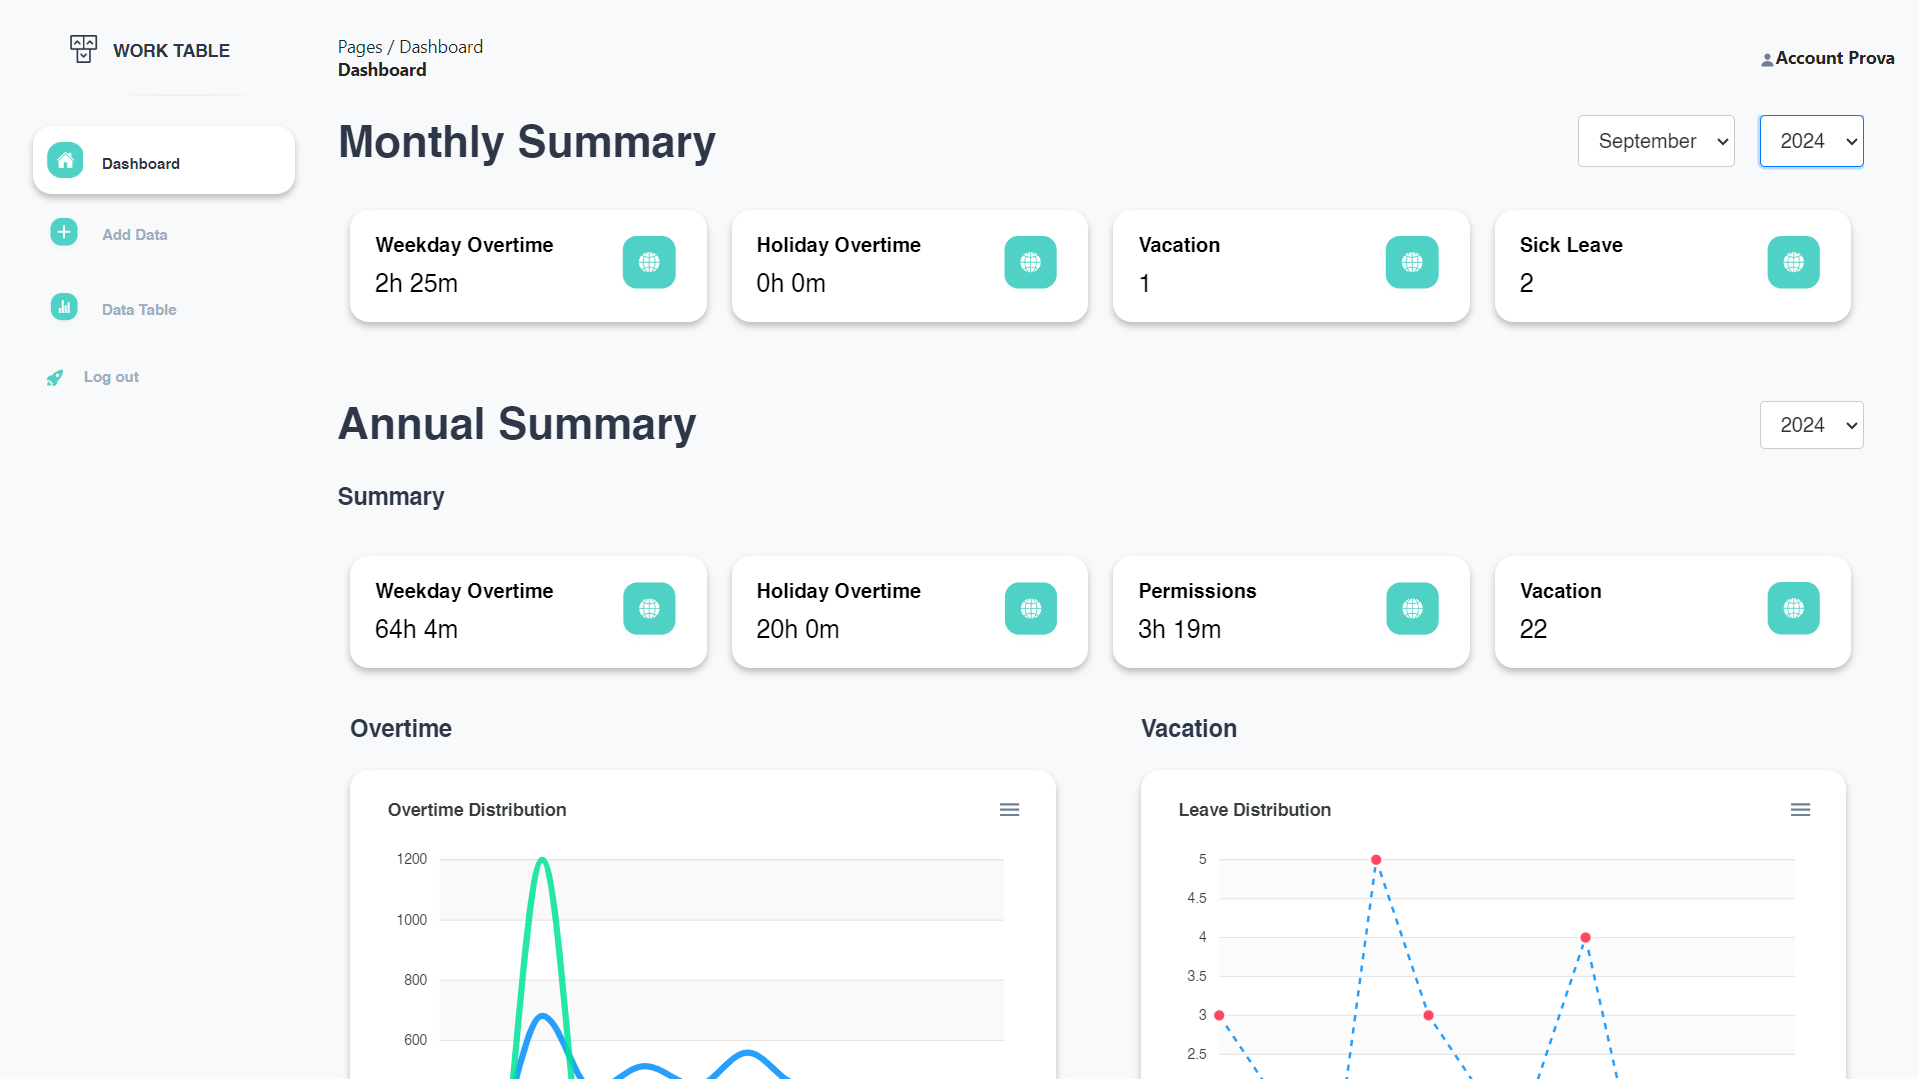 WORK TABLE
Pages / Dashboard
Dashboard
Account Prova
Dashboard
Add Data
Data Table
Log out
Monthly Summary
September
2024
Weekday Overtime
2h 25m
Holiday Overtime
0h 0m
Vacation
1
Sick Leave
2
Annual Summary
2024
Summary
Weekday Overtime
64h 4m
Holiday Overtime
20h 0m
Permissions
3h 19m
Vacation
22
Overtime
Overtime Distribution
1200
1000
800
600
Vacation
Leave Distribution
5
4.5
4
3.5
3
2.5